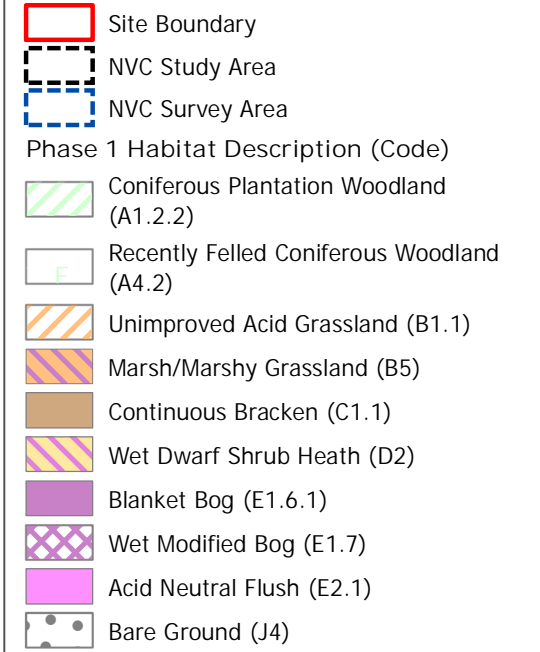 Site Boundary
NVC Study Area
NVC Survey Area
Phase 1 Habitat Description (Code)
Coniferous Plantation Woodland
(A1.2.2)
Recently Felled Coniferous Woodland
(A4.2)
F
Unimproved Acid Grassland (B1.1)
Marsh/Marshy Grassland (B5)
Continuous Bracken (C1.1)
Wet Dwarf Shrub Heath (D2)
Blanket Bog (E1.6.1)
Wet Modified Bog (E1.7)
Acid Neutral Flush (E2.1)
Bare Ground (J4)